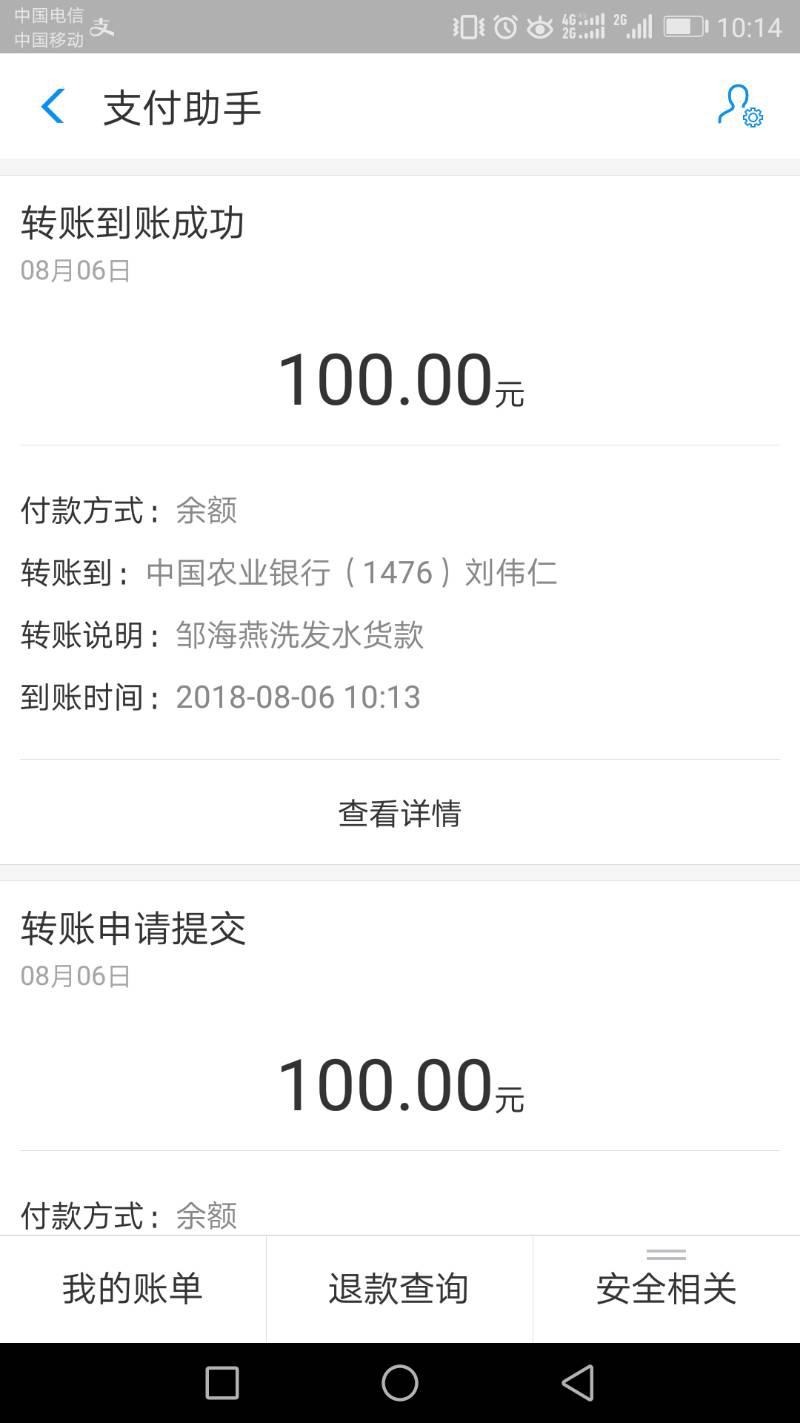 中国电信
中国移动
支
4G
2G
2G
10:14
支付助手
转账到账成功
08月06日
100.00元
付款方式：余额
转账到：中国农业银行（1476）刘伟仁
转账说明：邹海燕洗发水货款
到账时间：2018-08-06 10:13
查看详情
转账申请提交
08月06日
100.00元
付款方式：余额
我的账单
退款查询
安全相关